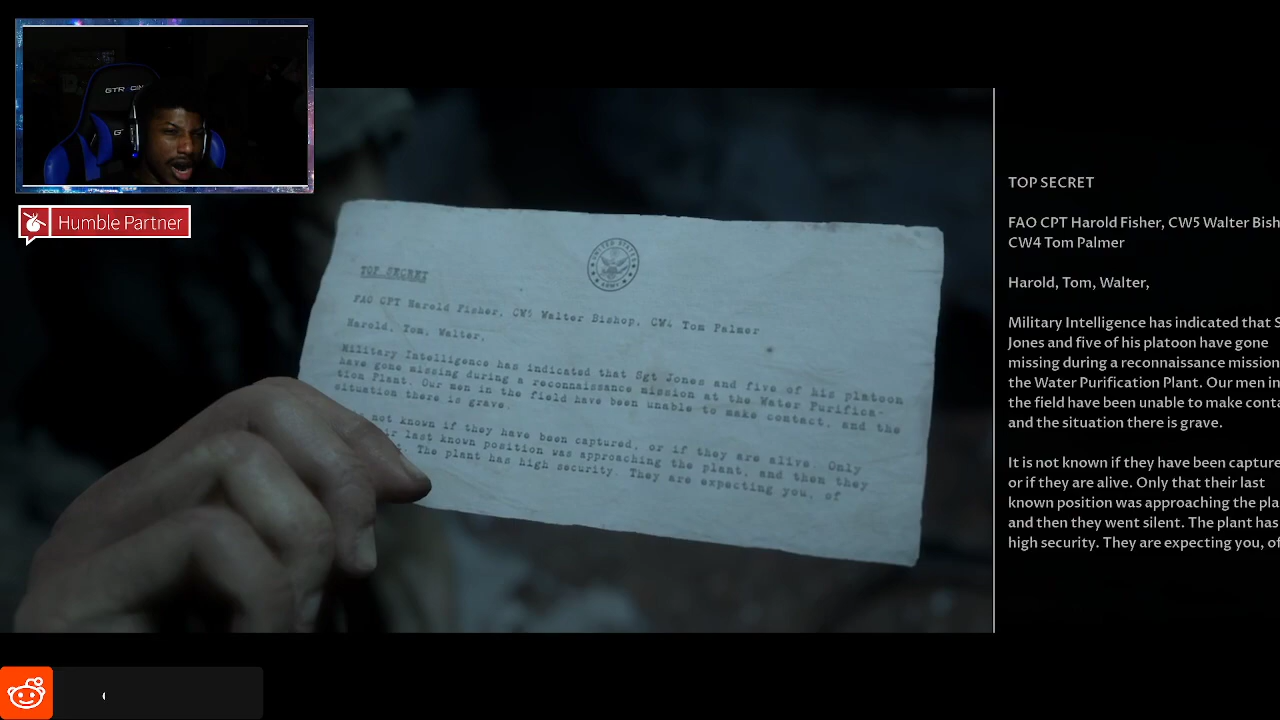 GTR
GT
Humble Partner
UNITED STATES
ARMY
TOP SECRET
FAO CPT Harold Fisher, CW5 Walter Bishop, CW4 Tom Palmer
Harold, Tom, Walter,
Military Intelligence has indicated that Sgt Jones and five of his platoon
have gone missing during a reconnaissance mission at the Water Purifica-
tion Plant. Our men in the field have been unable to make contact, and the
situation there is grave.
not known if they have been captured, or if they are alive. Only
last known position was approaching the plant, and then they
The plant has high security. They are expecting you, of
TOP SECRET
FAO CPT Harold Fisher, CW5 Walter Bish
CW4 Tom Palmer
Harold, Tom, Walter,
Military Intelligence has indicated that S
Jones and five of his platoon have gone
missing during a reconnaissance mission
the Water Purification Plant. Our men in
the field have been unable to make conta
and the situation there is grave.
It is not known if they have been capture
or if they are alive. Only that their last
known position was approaching the pla
and then they went silent. The plant has
high security. They are expecting you, of